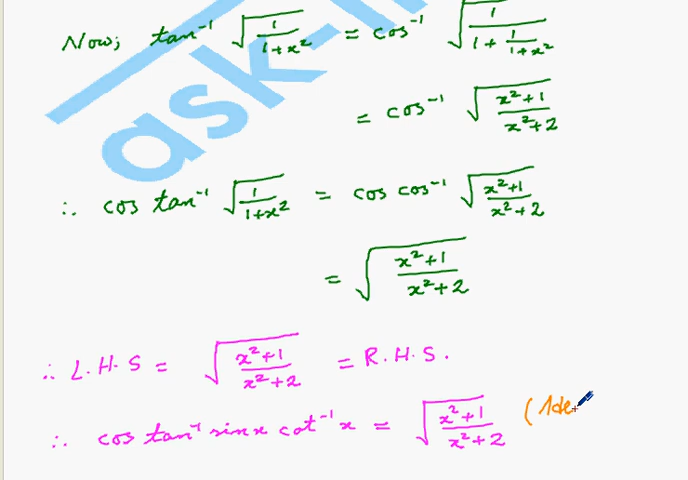 Now; tan⁻¹ √(1/(1+x²)) = cos⁻¹ √(1/(1 + 1/(1+x²)))
= cos⁻¹ √((x²+1)/(x²+2))
∴ cos tan⁻¹ √(1/(1+x²)) = cos cos⁻¹ √((x²+1)/(x²+2))
= √((x²+1)/(x²+2))
∴ L.H.S = √((x²+1)/(x²+2)) = R.H.S.
∴ cos tan⁻¹ sin x cot⁻¹ x = √((x²+1)/(x²+2)) (Ide
ask-i